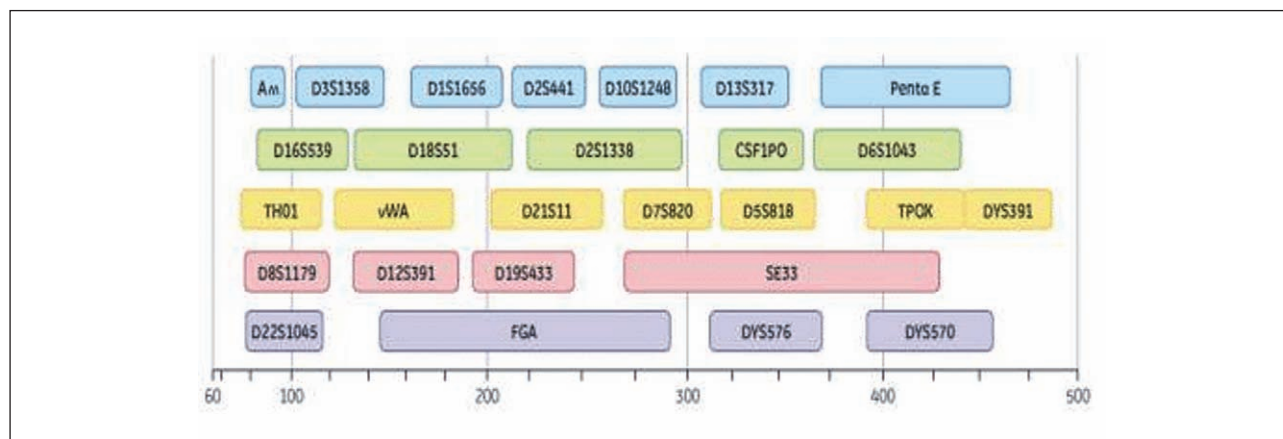 Am D3S1358 D1S1656 D2S441 D10S1248 D13S317 Penta E
D16S539 D18S51 D2S1338 CSF1PO D6S1043
TH01 vWA D21S11 D7S820 D5S818 TPOX DYS391
D8S1179 D12S391 D19S433 SE33
D22S1045 FGA DYS576 DYS570
60 100 200 300 400 500